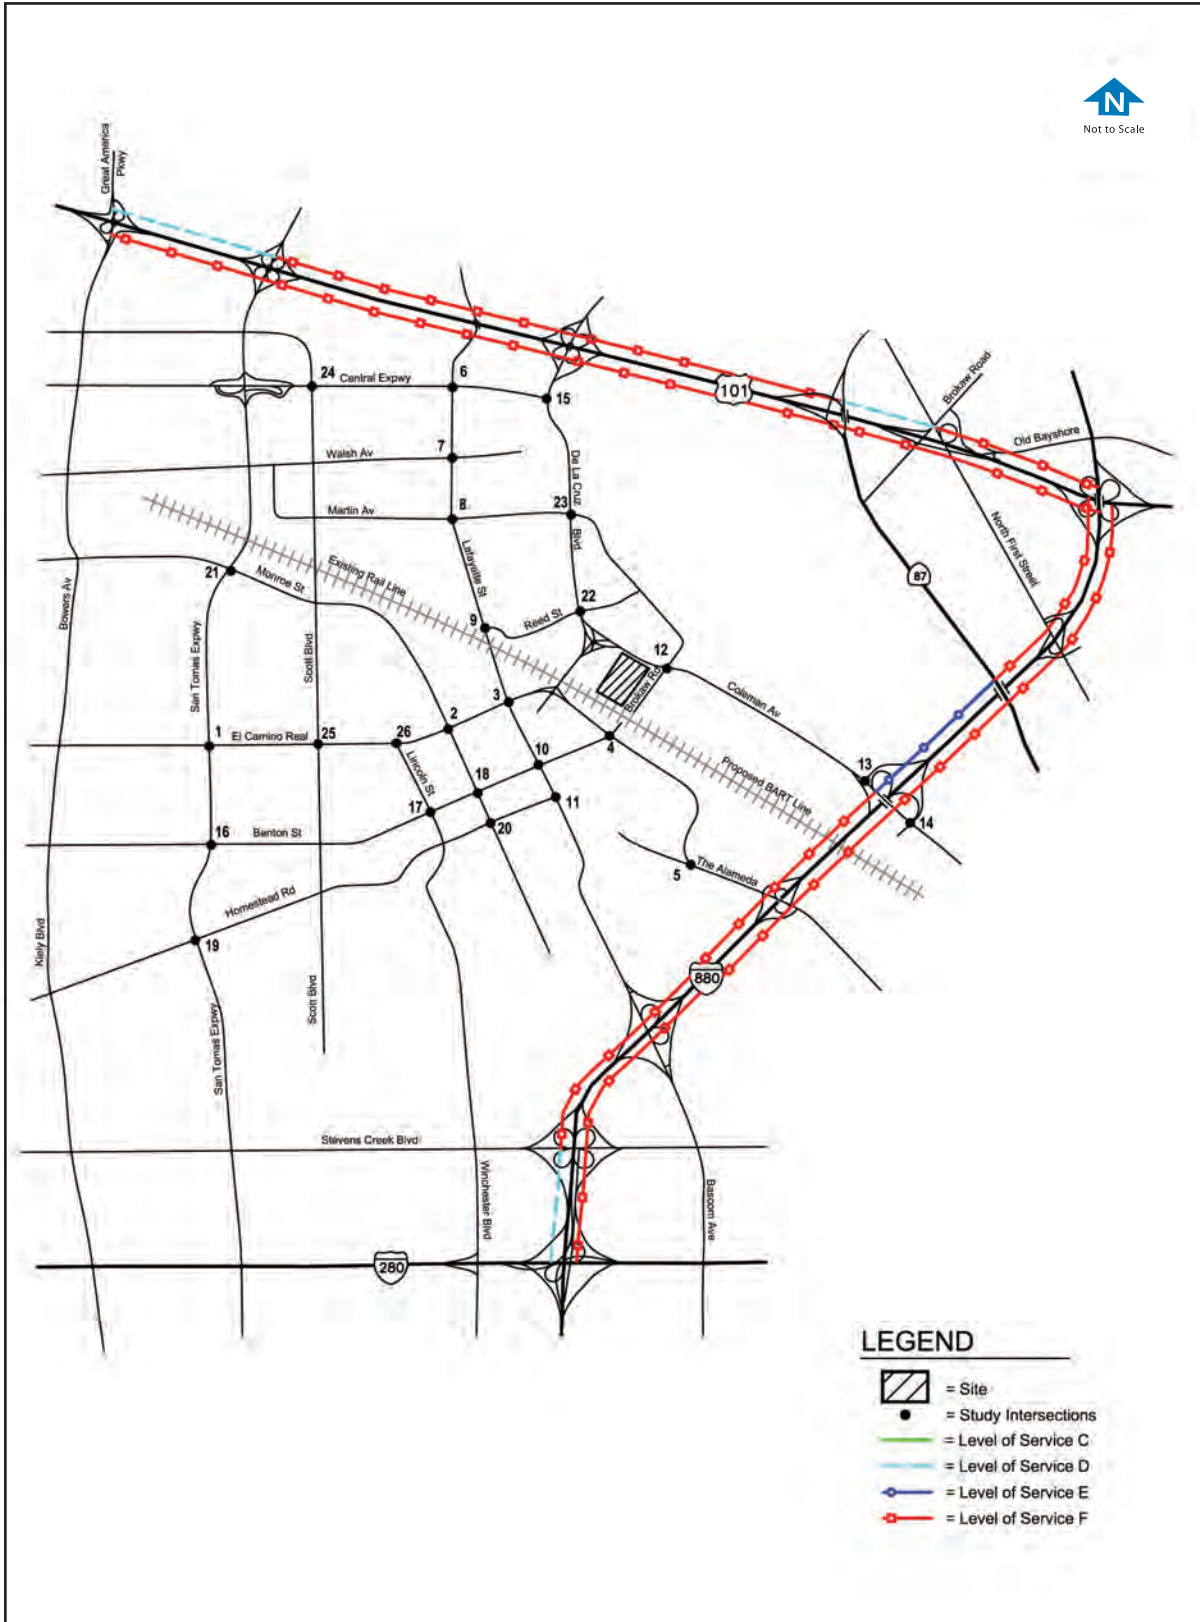 N
Not to Scale
Great America
Pkwy
24
Central Expwy
6
15
101
Brokaw Road
Old Bayshore
7
Walsh Av
De La Cruz
Blvd
Martin Av
8
23
North First Street
Lafayette St
Existing Rail Line
21
Monroe St
Bowers Av
87
22
Reed St
9
12
San Tomas Expwy
Scott Blvd
Brokaw Rd
Coleman Av
3
2
1
El Camino Real
25
26
4
10
Lincoln St
Proposed BART Line
13
18
11
17
20
14
16
Benton St
5
The Alameda
Homestead Rd
19
Kiely Blvd
880
Scott Blvd
San Tomas Expwy
Stevens Creek Blvd
Winchester Blvd
Bascom Ave
280
LEGEND
= Site
= Study Intersections
= Level of Service C
= Level of Service D
= Level of Service E
= Level of Service F